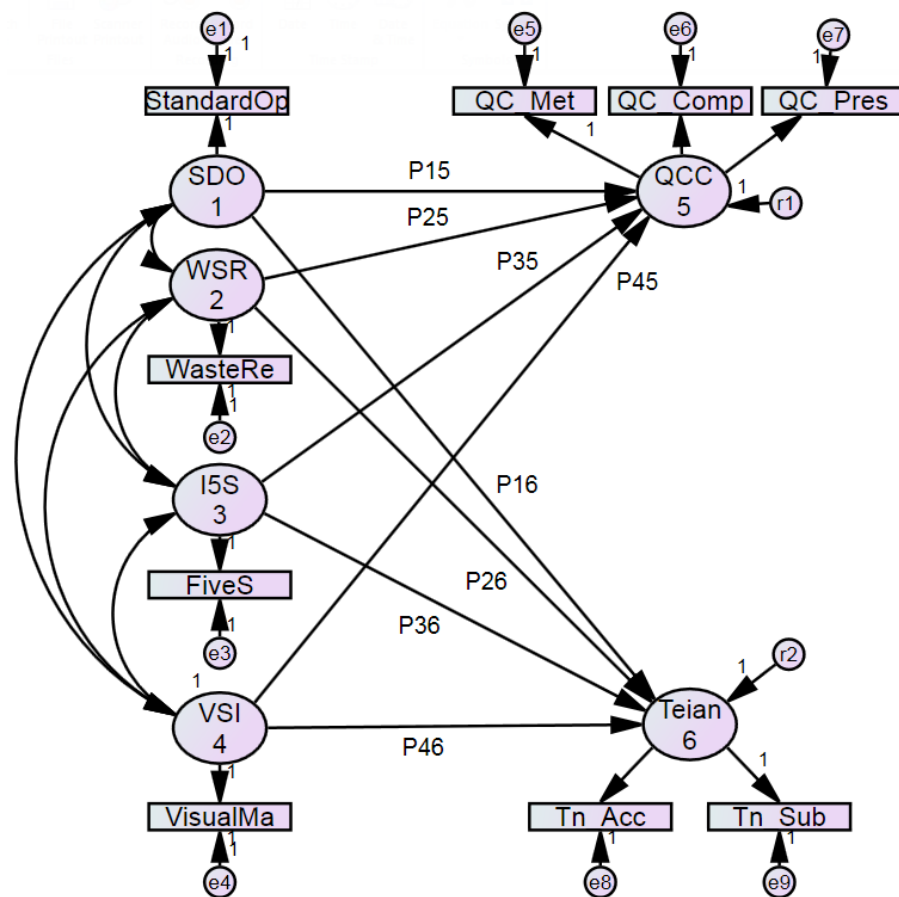 e1
1
1
StandardOp
1
e5
1
QC_Met
1
e6
1
QC_Comp
e7
1
QC_Pres
SDO
1
P15
QCC
5
1
r1
P25
WSR
2
1
P35
P45
WasteRe
1
1
e2
I5S
3
1
P16
FiveS
1
e3
P26
P36
1
VSI
4
1
P46
1
r2
Teian
6
1
VisualMa
1
1
e4
Tn_Acc
1
e8
Tn_Sub
1
e9